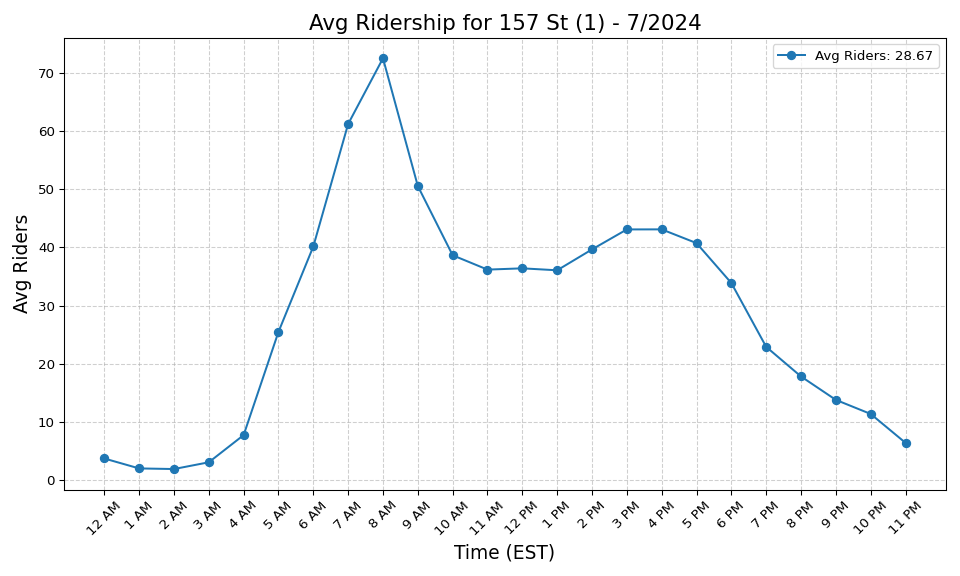 Avg Ridership for 157 St (1) - 7/2024
Avg Riders: 28.67
Avg Riders
70
60
50
40
30
20
10
0
12 AM
1 AM
2 AM
3 AM
4 AM
5 AM
6 AM
7 AM
8 AM
9 AM
10 AM
11 AM
12 PM
1 PM
2 PM
3 PM
4 PM
5 PM
6 PM
7 PM
8 PM
9 PM
10 PM
11 PM
Time (EST)